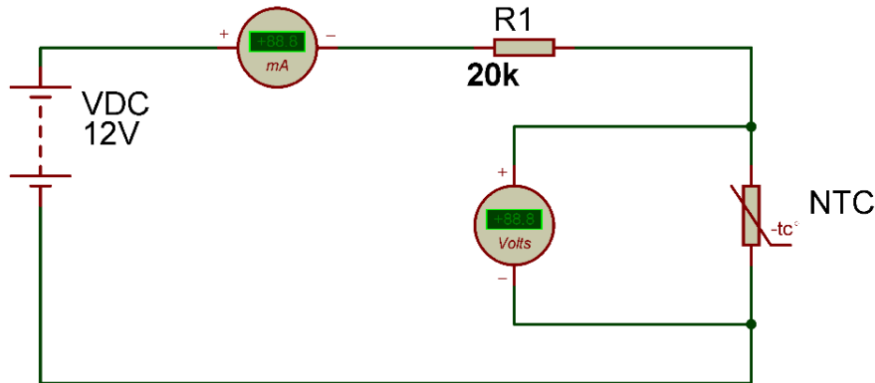 R1
+ +88.8 −
mA
20k
VDC
12V
+
+88.8
Volts
−
NTC
-tc°